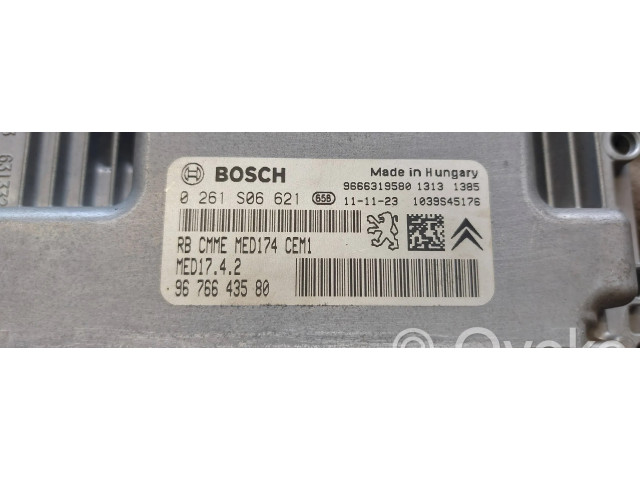 BOSCH
Made in Hungary
9666319580 1313 1385
0 261 S06 621 658 11-11-23 1039S45176
RB CMME MED174 CEM1
MED17.4.2
96 766 435 80